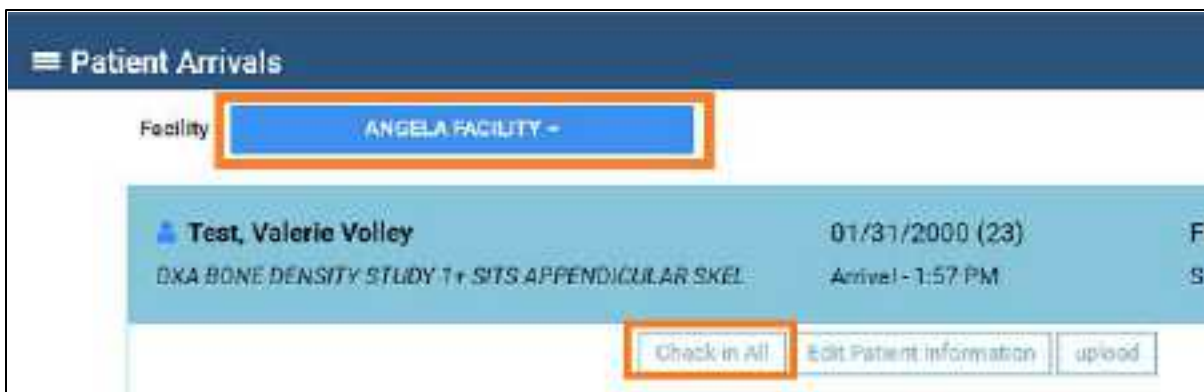 Patient Arrivals
Facility ANGELA FACILITY
Test, Valerie Volley 01/31/2000 (23) F
DXA BONE DENSITY STUDY 1+ SITS APPENDICULAR SKEL Arrival - 1:57 PM S
Check in All Edit Patient Information upload